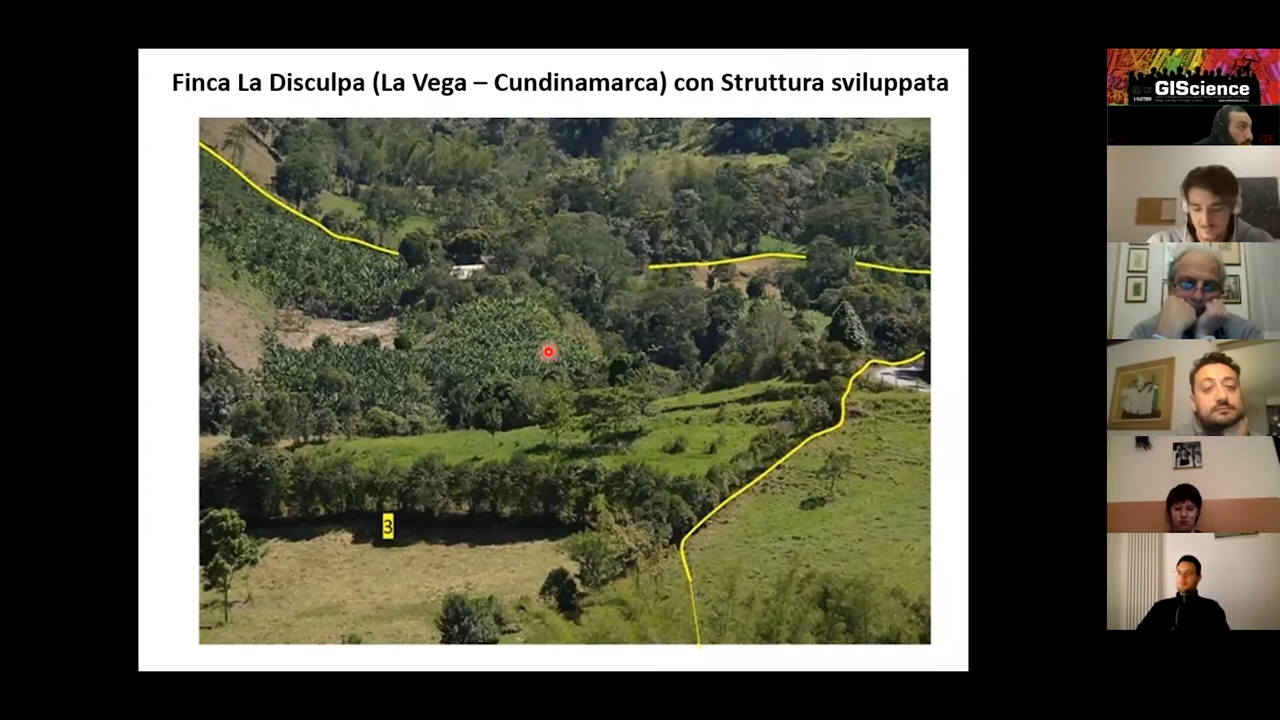 Finca La Disculpa (La Vega – Cundinamarca) con Struttura sviluppata
GIScience
3